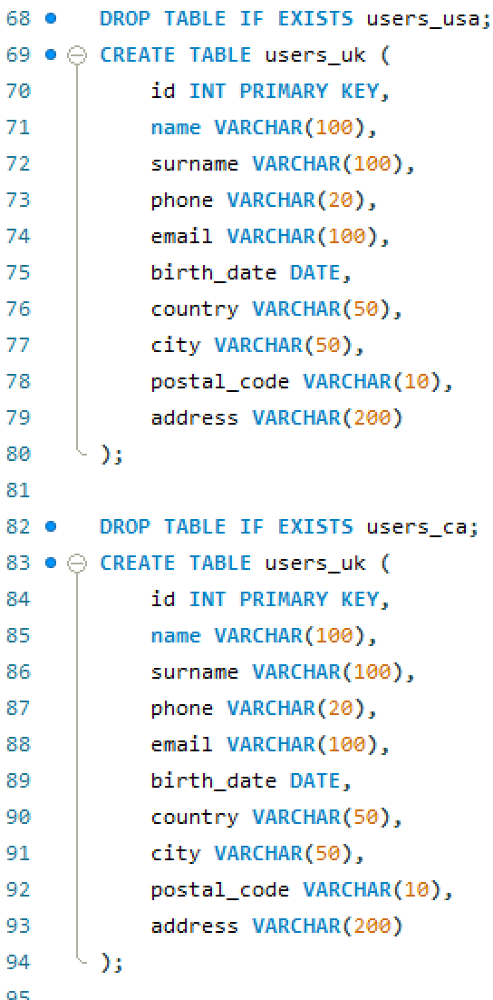 68 DROP TABLE IF EXISTS users_usa;
69 CREATE TABLE users_uk (
70 id INT PRIMARY KEY,
71 name VARCHAR(100),
72 surname VARCHAR(100),
73 phone VARCHAR(20),
74 email VARCHAR(100),
75 birth_date DATE,
76 country VARCHAR(50),
77 city VARCHAR(50),
78 postal_code VARCHAR(10),
79 address VARCHAR(200)
80 );
81
82 DROP TABLE IF EXISTS users_ca;
83 CREATE TABLE users_uk (
84 id INT PRIMARY KEY,
85 name VARCHAR(100),
86 surname VARCHAR(100),
87 phone VARCHAR(20),
88 email VARCHAR(100),
89 birth_date DATE,
90 country VARCHAR(50),
91 city VARCHAR(50),
92 postal_code VARCHAR(10),
93 address VARCHAR(200)
94 );
95